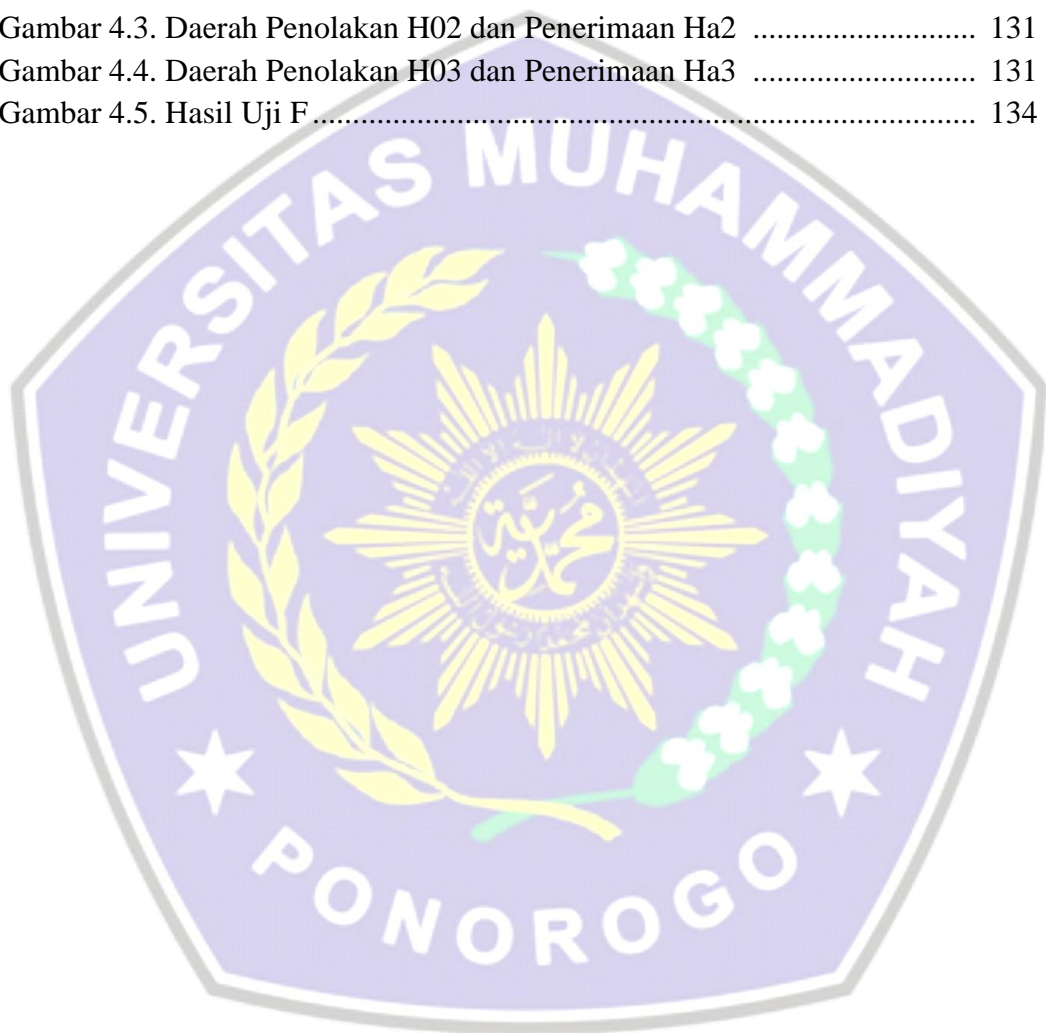 Gambar 4.3. Daerah Penolakan H02 dan Penerimaan Ha2 ............................ 131
Gambar 4.4. Daerah Penolakan H03 dan Penerimaan Ha3 ............................ 131
Gambar 4.5. Hasil Uji F.................................................................................... 134
UNIVERSITAS MUHAMMADIYAH
محمدية
PONOROGO